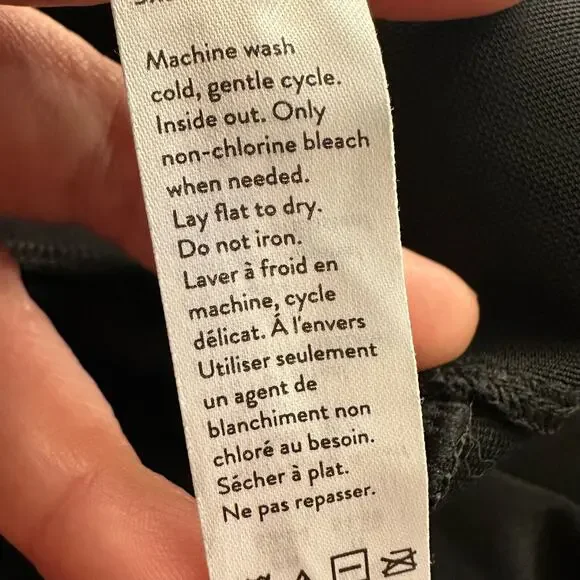 Machine wash
cold, gentle cycle.
Inside out. Only
non-chlorine bleach
when needed.
Lay flat to dry.
Do not iron.
Laver à froid en
machine, cycle
délicat. Á l'envers
Utiliser seulement
un agent de
blanchiment non
chloré au besoin.
Sécher à plat.
Ne pas repasser.